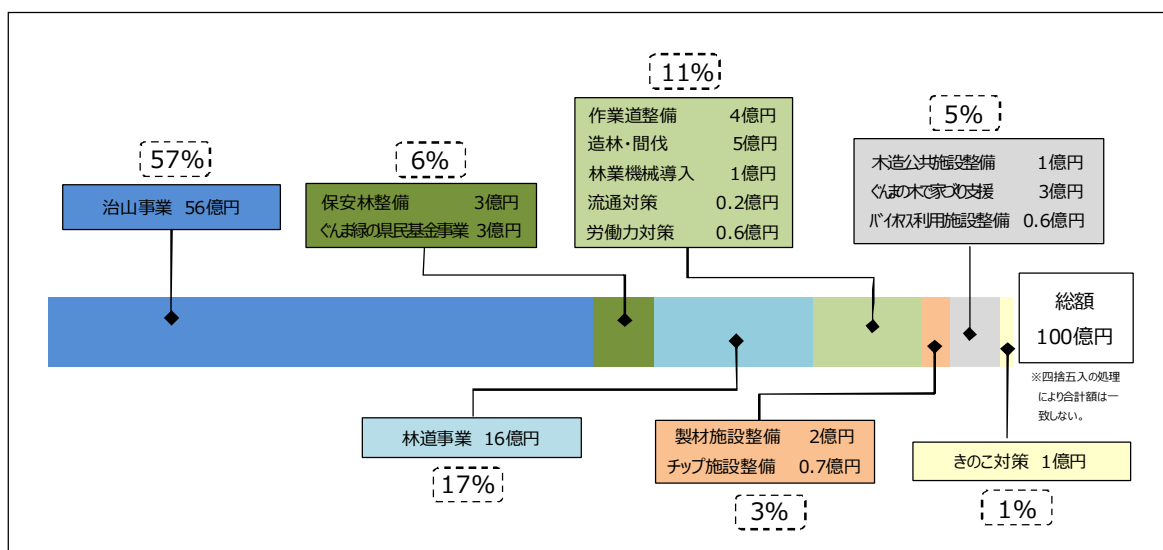 57%
治山事業 56億円
6%
保安林整備 3億円
ぐんま緑の県民基金事業 3億円
11%
作業道整備 4億円
造林・間伐 5億円
林業機械導入 1億円
流通対策 0.2億円
労働力対策 0.6億円
5%
木造公共施設整備 1億円
ぐんまの木で家づくり支援 3億円
バイオマス利用施設整備 0.6億円
総額
100億円
※四捨五入の処理
により合計額は一
致しない。
林道事業 16億円
17%
製材施設整備 2億円
チップ施設整備 0.7億円
3%
きのこ対策 1億円
1%